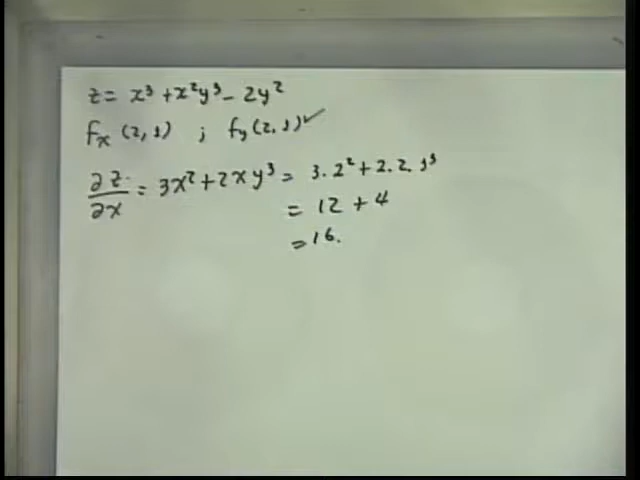 z = x³ + x²y³ - 2y²
fx (2, 1) ; fy (2, 1) ✓
∂z/∂x = 3x² + 2xy³ = 3.2² + 2.2.1³
= 12 + 4
= 16.